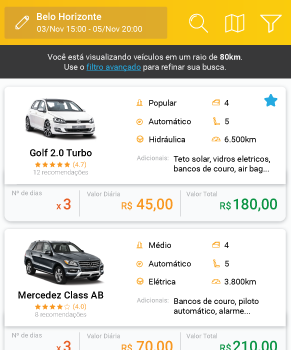 Belo Horizonte
03/Nov 15:00 - 05/Nov 20:00
Você está visualizando veículos em um raio de 80km.
Use o filtro avançado para refinar sua busca.
Popular 4
Automático 5
Hidráulica 6.500km
Golf 2.0 Turbo
(4.7)
12 recomendações
Adicionais: Teto solar, vidros eletricos,
bancos de couro, air bag...
Nº de dias Valor Diária Valor Total
x 3 R$ 45,00 R$ 180,00
Médio 4
Automático 5
Elétrica 3.800km
Mercedez Class AB
(4.0)
8 recomendações
Adicionais: Bancos de couro, piloto
automático, alarme...
Nº de dias Valor Diária Valor Total
x 3 R$ 70,00 R$ 210,00